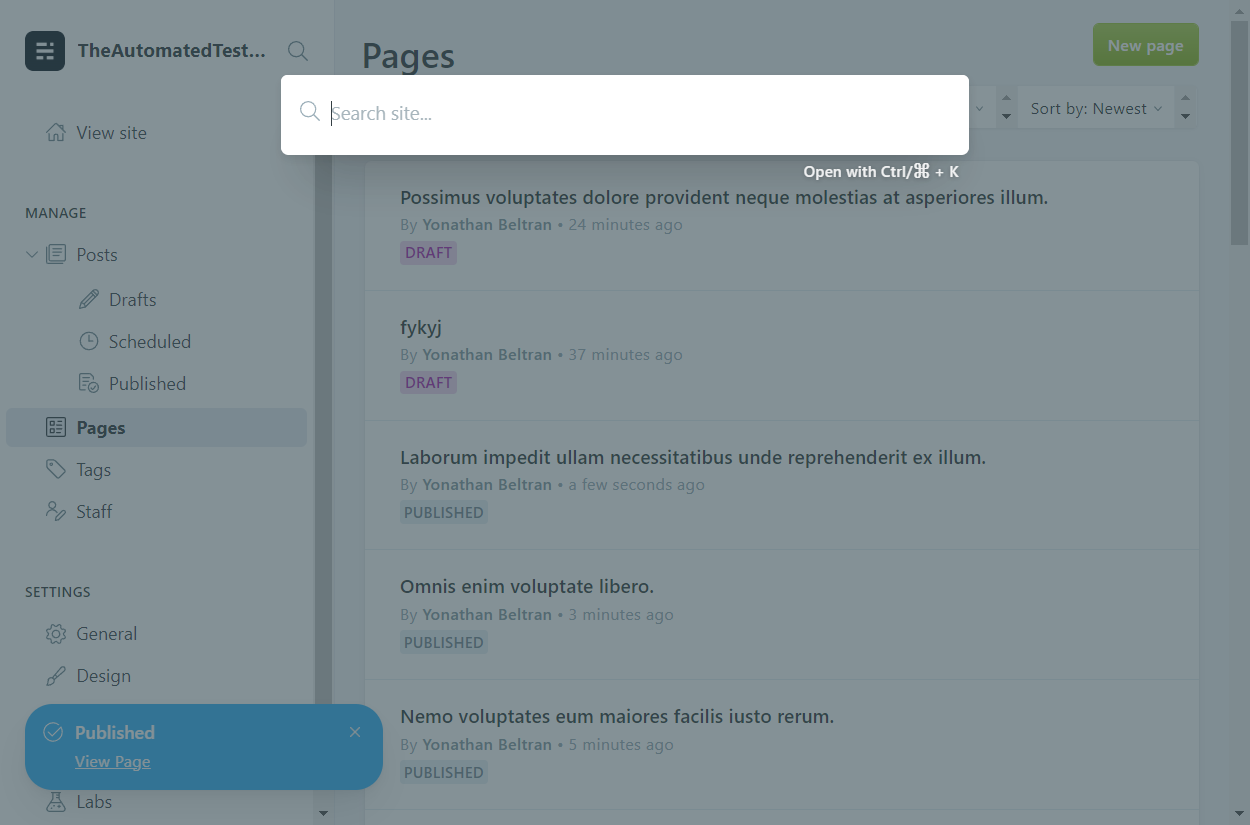 TheAutomatedTest...
Pages
New page
Search site...
Sort by: Newest
Open with Ctrl/⌘ + K
View site
MANAGE
Posts
Drafts
Scheduled
Published
Pages
Tags
Staff
SETTINGS
General
Design
Published
View Page
Labs
Possimus voluptates dolore provident neque molestias at asperiores illum.
By Yonathan Beltran • 24 minutes ago
DRAFT
fykyj
By Yonathan Beltran • 37 minutes ago
DRAFT
Laborum impedit ullam necessitatibus unde reprehenderit ex illum.
By Yonathan Beltran • a few seconds ago
PUBLISHED
Omnis enim voluptate libero.
By Yonathan Beltran • 3 minutes ago
PUBLISHED
Nemo voluptates eum maiores facilis iusto rerum.
By Yonathan Beltran • 5 minutes ago
PUBLISHED